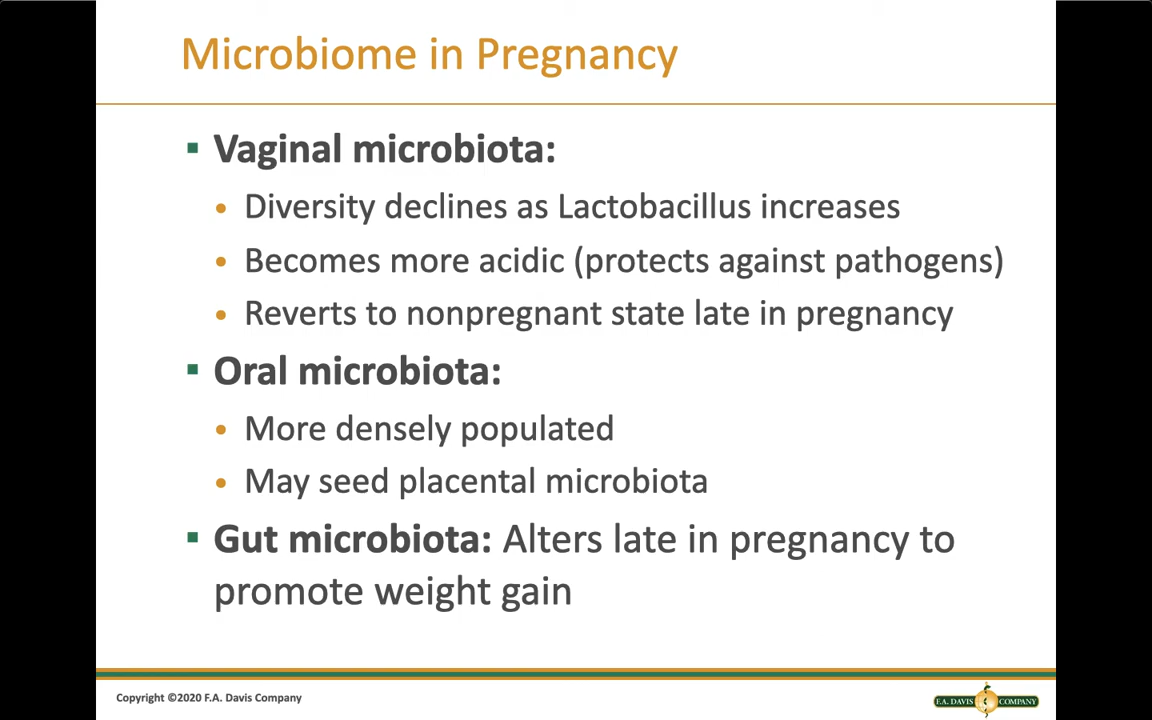 Microbiome in Pregnancy
▪ Vaginal microbiota:
• Diversity declines as Lactobacillus increases
• Becomes more acidic (protects against pathogens)
• Reverts to nonpregnant state late in pregnancy
▪ Oral microbiota:
• More densely populated
• May seed placental microbiota
▪ Gut microbiota: Alters late in pregnancy to
promote weight gain
Copyright ©2020 F.A. Davis Company
F.A. DAVIS COMPANY